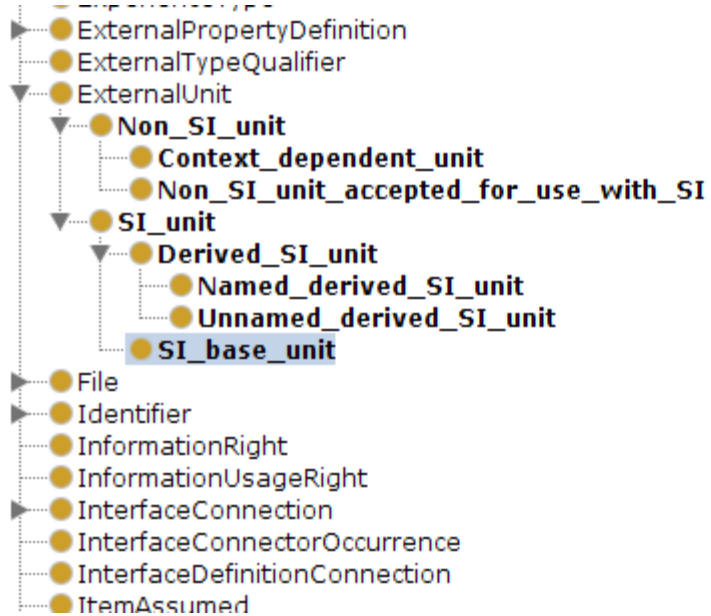 ExternalPropertyDefinition
ExternalTypeQualifier
ExternalUnit
Non_SI_unit
Context_dependent_unit
Non_SI_unit_accepted_for_use_with_SI
SI_unit
Derived_SI_unit
Named_derived_SI_unit
Unnamed_derived_SI_unit
SI_base_unit
File
Identifier
InformationRight
InformationUsageRight
InterfaceConnection
InterfaceConnectorOccurrence
InterfaceDefinitionConnection
ItemAssumed